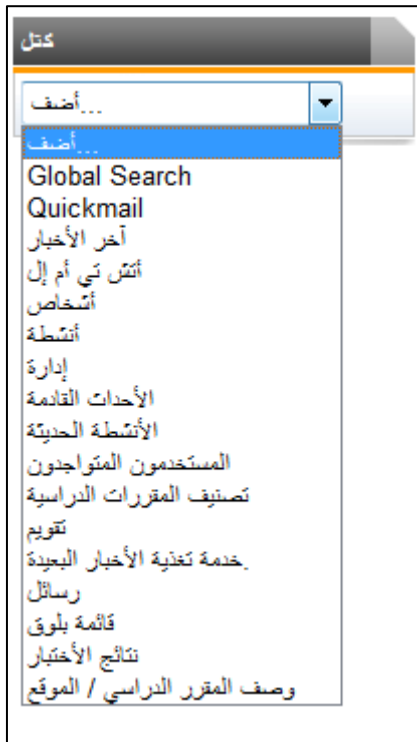 كتل
أضف...
أضف...
Global Search
Quickmail
آخر الأخبار
أتش تي أم إل
أشخاص
أنشطة
إدارة
الأحداث القادمة
الأنشطة الحديثة
المستخدمون المتواجدون
تصنيف المقررات الدراسية
تقويم
خدمة تغذية الأخبار البعيدة.
رسائل
قائمة بلوق
نتائج الأختبار
وصف المقرر الدراسي / الموقع